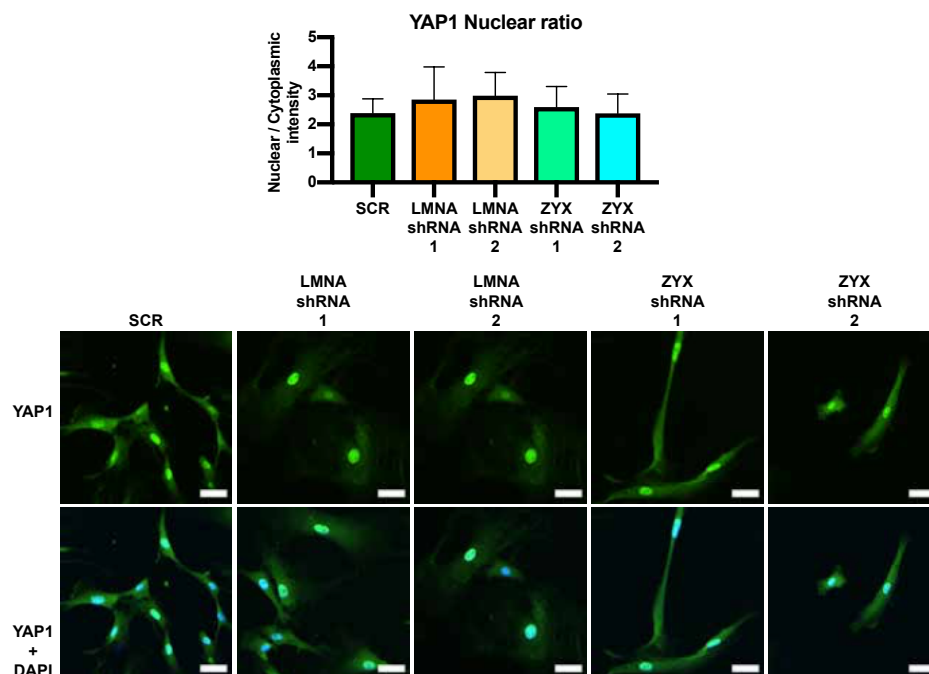 YAP1 Nuclear ratio
Nuclear / Cytoplasmic
intensity
5
4
3
2
1
0
SCR
LMNA
shRNA
1
LMNA
shRNA
2
ZYX
shRNA
1
ZYX
shRNA
2
SCR
LMNA
shRNA
1
LMNA
shRNA
2
ZYX
shRNA
1
ZYX
shRNA
2
YAP1
YAP1
+
DAPI